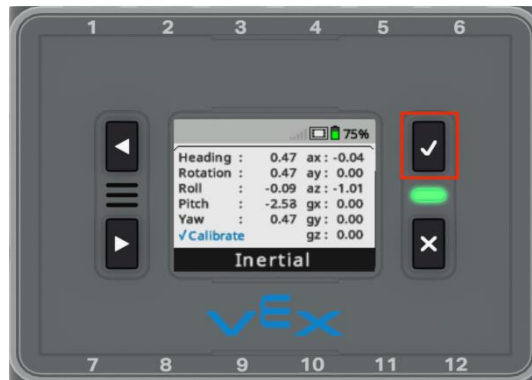 1 2 3 4 5 6
75%
Heading : 0.47 ax : -0.04
Rotation : 0.47 ay : 0.00
Roll : -0.09 az : -1.01
Pitch : -2.58 gx : 0.00
Yaw : 0.47 gy : 0.00
√Calibrate gz : 0.00
Inertial
vex
7 8 9 10 11 12